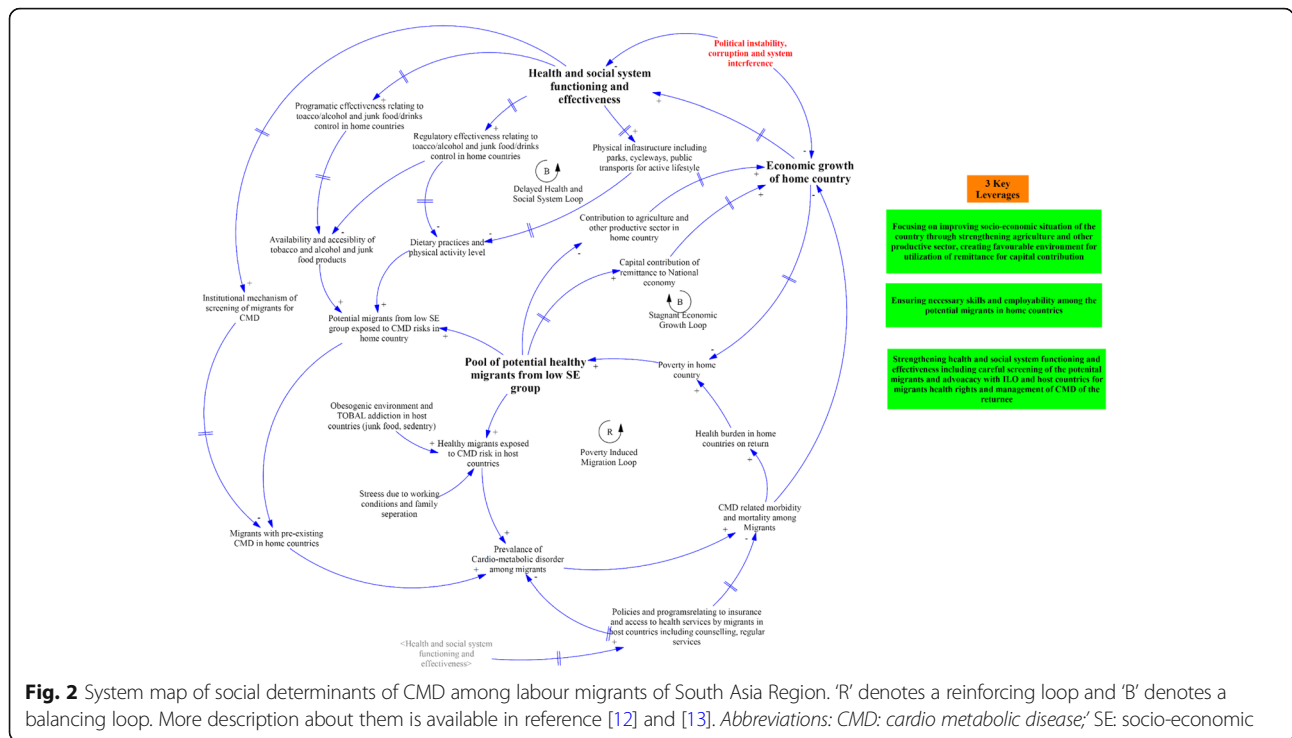 Political instability,
corruption and system
interference
Health and social system
functioning and
effectiveness
Programatic effectiveness relating to
toacco/alcohol and junk food/drinks
control in home countries
Regulatory effectiveness relating to
toacco/alcohol and junk food/drinks
control in home countries
Physical infrastructure including
parks, cycleways, public
transports for active lifestyle
B
Delayed Health and
Social System Loop
Economic growth
of home country
Contribution to agriculture and
other productive sector in
home country
Availability and accesiblity of
tobacco and alcohol and junk
food products
Dietary practices and
physical activity level
Capital contribution of
remittance to National
economy
B
Stagnant Economic
Growth Loop
Institutional mechanism of
screening of migrants for
CMD
Potential migrants from low SE
group exposed to CMD risks in
home country
Pool of potential healthy
migrants from low SE
group
Poverty in home
country
Obesogenic environment and
TOBAL addiction in host
countries (junk food, sedentry)
R
Poverty Induced
Migration Loop
Healthy migrants exposed
to CMD risk in host
countries
Health burden in home
countries on return
Streess due to working
conditions and family
seperation
CMD related morbidity
and mortality among
Migrants
Migrants with pre-existing
CMD in home countries
Prevalance of
Cardio-metabolic disorder
among migrants
Policies and programsrelating to insurance
and access to health services by migrants in
host countries including counselling, regular
services
<Health and social system
functioning and
effectiveness>
3 Key
Leverages
Focusing on improving socio-economic situation of the
country through strengthening agriculture and other
productive sector, creating favourable environment for
utilization of remittance for capital contribution
Ensuring necessary skills and employability among the
potential migrants in home countries
Strengthening health and social system functioning and
effectiveness including careful screening of the potenital
migrants and advoacacy with ILO and host countries for
migrants health rights and management of CMD of the
returnee
Fig. 2 System map of social determinants of CMD among labour migrants of South Asia Region. ‘R’ denotes a reinforcing loop and ‘B’ denotes a
balancing loop. More description about them is available in reference [12] and [13]. Abbreviations: CMD: cardio metabolic disease;’ SE: socio-economic